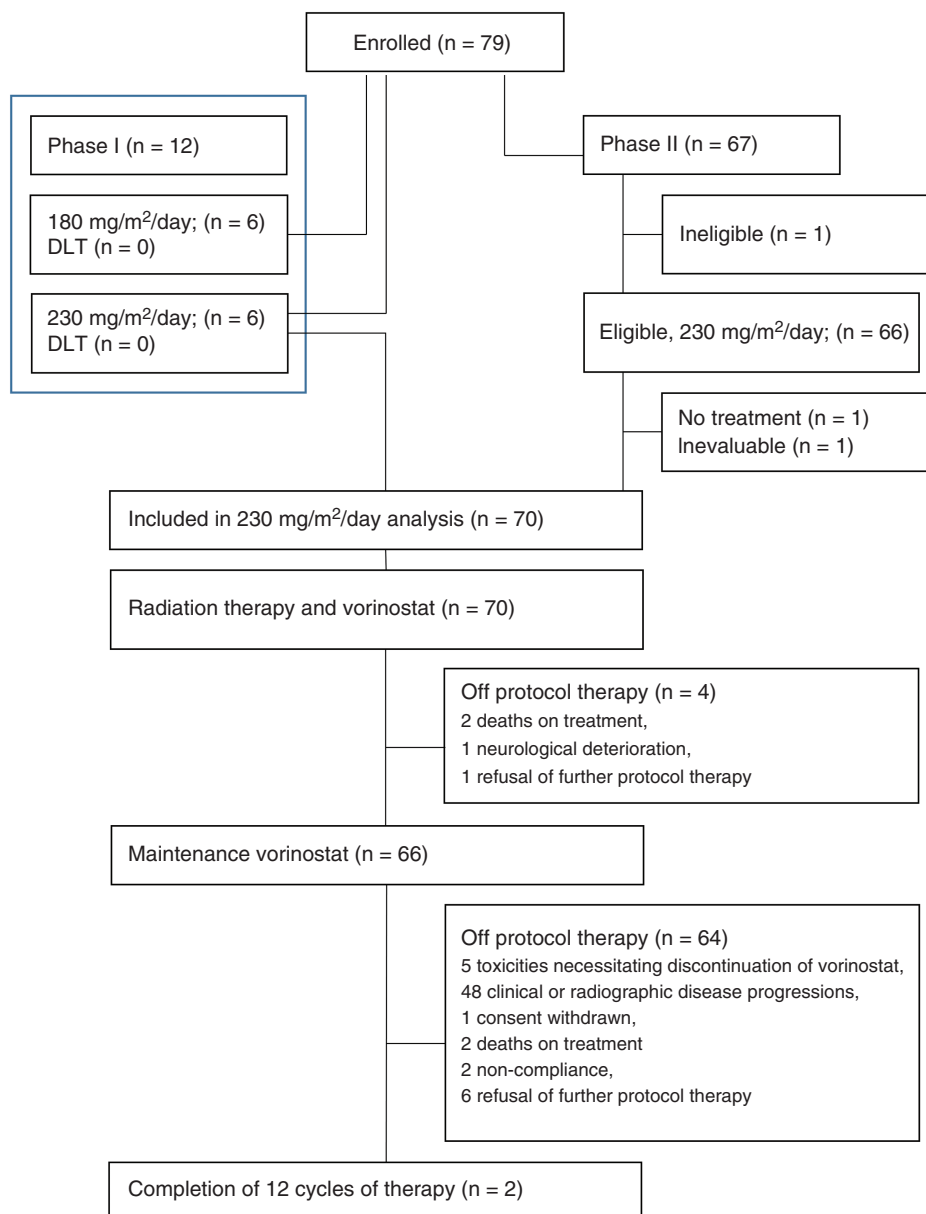 Enrolled (n = 79)
Phase I (n = 12)
180 mg/m²/day; (n = 6)
DLT (n = 0)
230 mg/m²/day; (n = 6)
DLT (n = 0)
Phase II (n = 67)
Ineligible (n = 1)
Eligible, 230 mg/m²/day; (n = 66)
No treatment (n = 1)
Inevaluable (n = 1)
Included in 230 mg/m²/day analysis (n = 70)
Radiation therapy and vorinostat (n = 70)
Off protocol therapy (n = 4)
2 deaths on treatment,
1 neurological deterioration,
1 refusal of further protocol therapy
Maintenance vorinostat (n = 66)
Off protocol therapy (n = 64)
5 toxicities necessitating discontinuation of vorinostat,
48 clinical or radiographic disease progressions,
1 consent withdrawn,
2 deaths on treatment
2 non-compliance,
6 refusal of further protocol therapy
Completion of 12 cycles of therapy (n = 2)